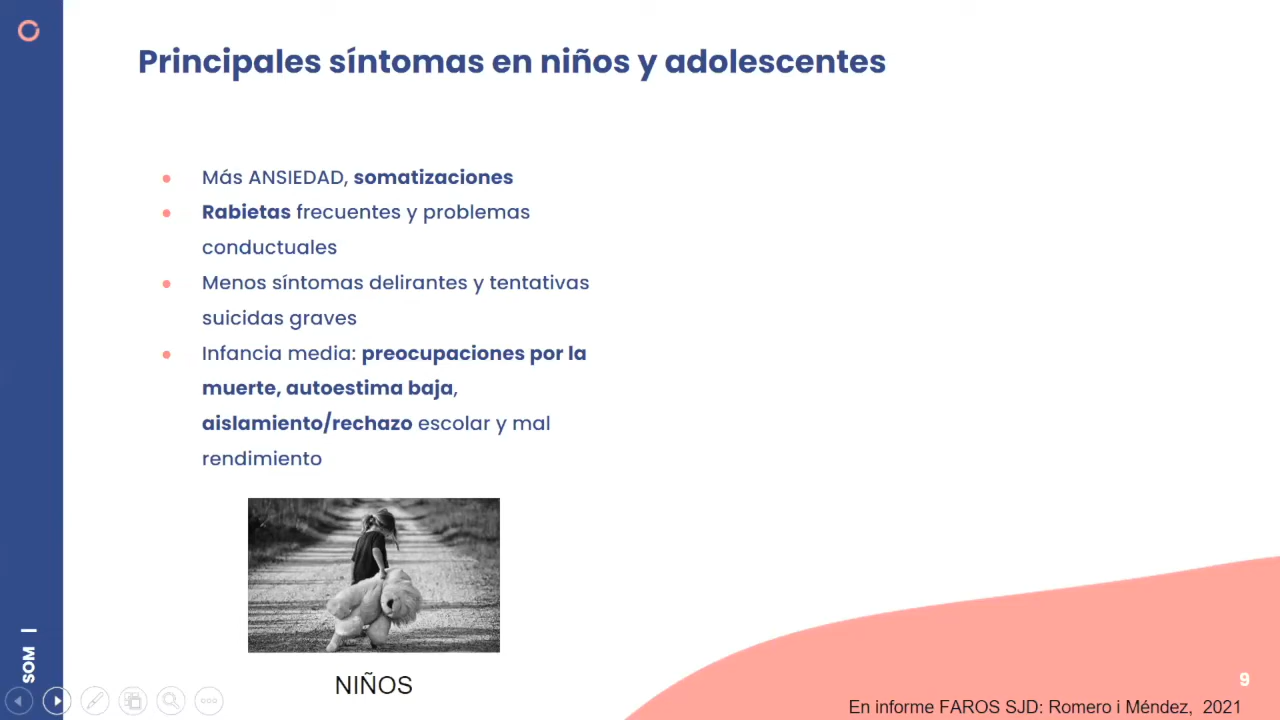 Principales síntomas en niños y adolescentes
Más ANSIEDAD, somatizaciones
Rabietas frecuentes y problemas
conductuales
Menos síntomas delirantes y tentativas
suicidas graves
Infancia media: preocupaciones por la
muerte, autoestima baja,
aislamiento/rechazo escolar y mal
rendimiento
NIÑOS
SOM |
9
En informe FAROS SJD: Romero i Méndez, 2021